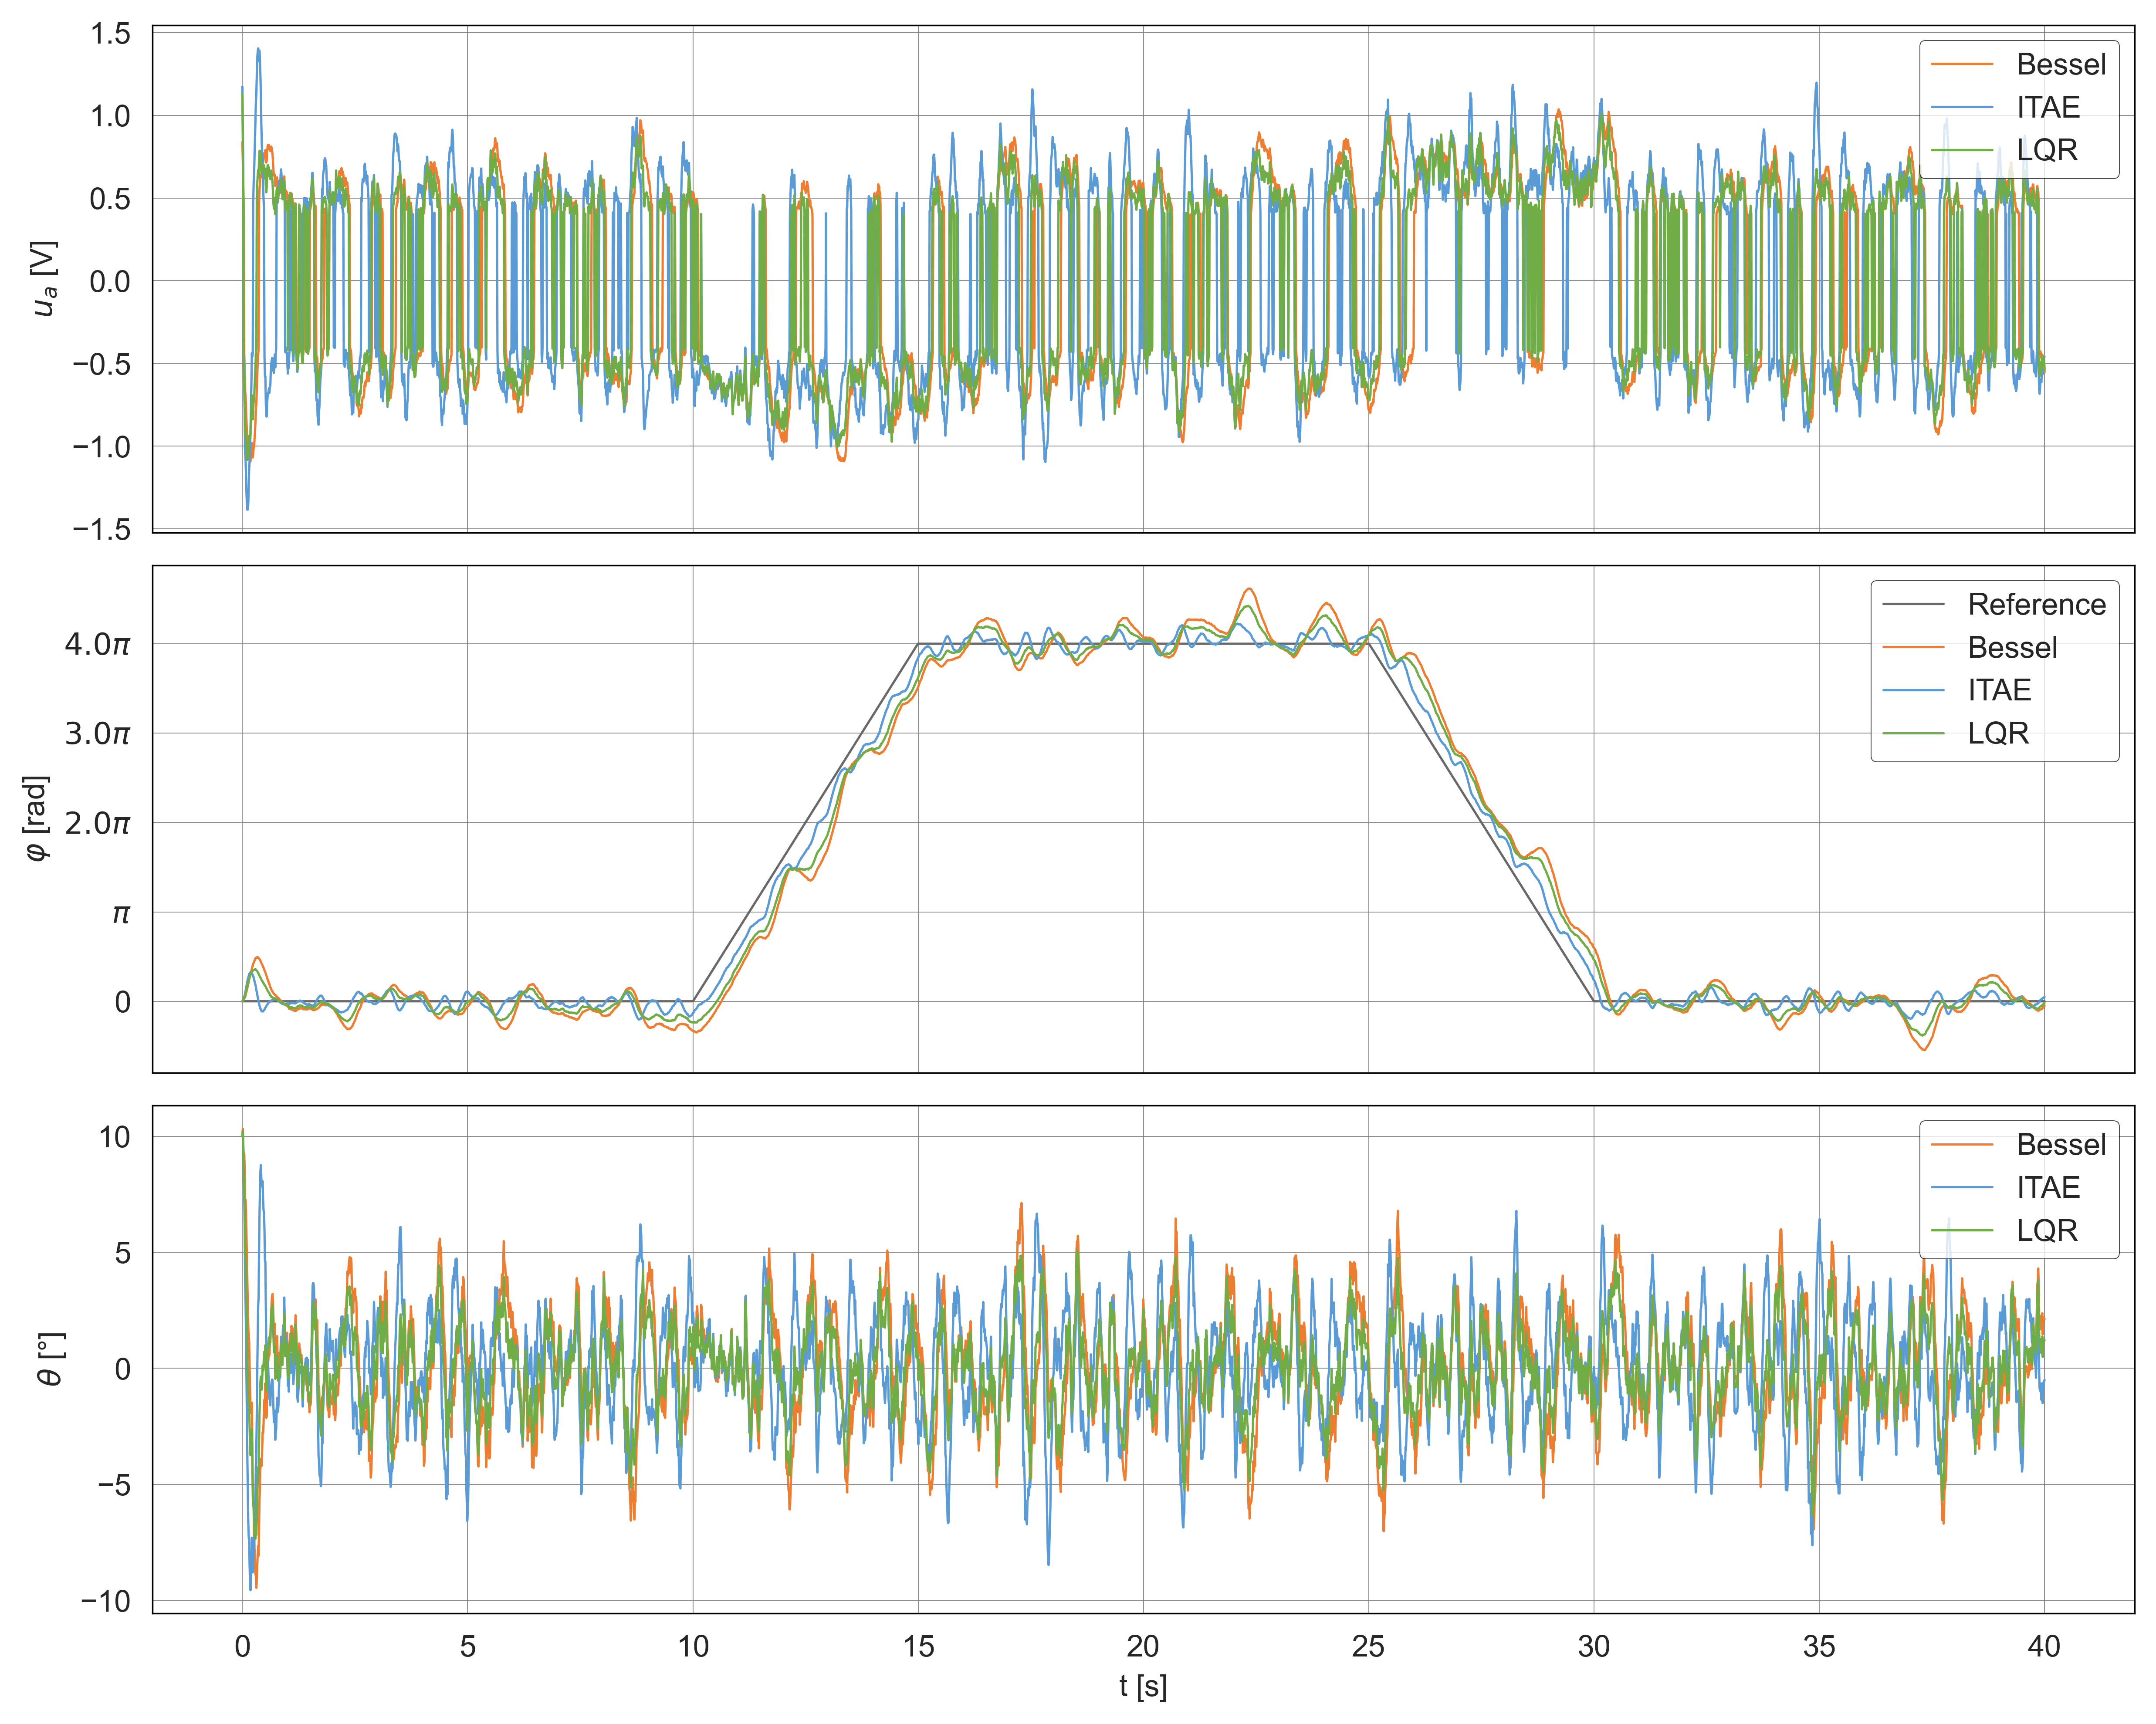 1.5
1.0
0.5
0.0
−0.5
−1.0
−1.5
u_a [V]
Bessel
ITAE
LQR
4.0π
3.0π
2.0π
π
0
φ [rad]
Reference
Bessel
ITAE
LQR
10
5
0
−5
−10
θ [°]
Bessel
ITAE
LQR
0 5 10 15 20 25 30 35 40
t [s]